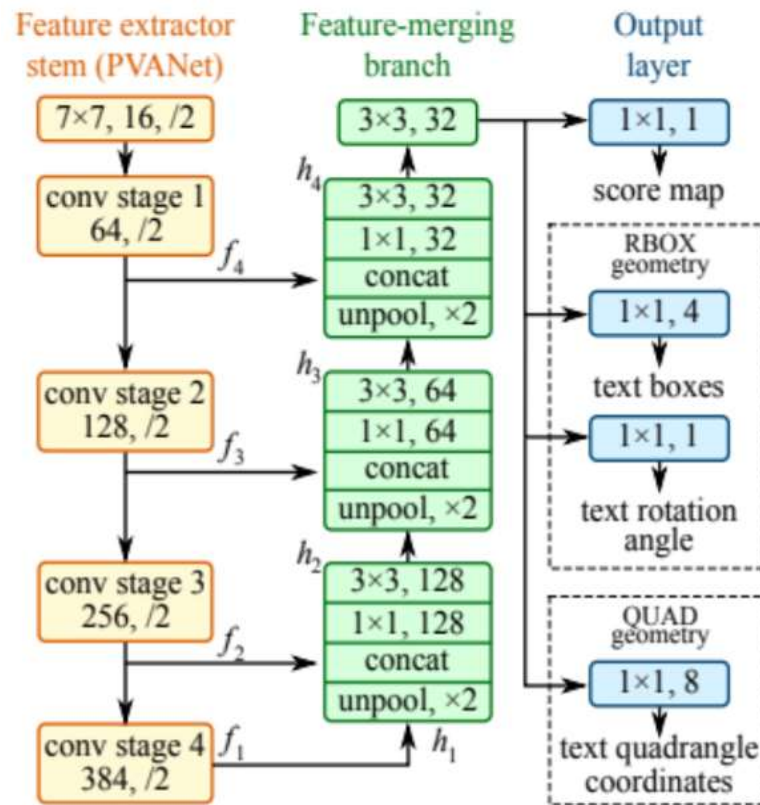 Feature extractor
stem (PVANet)
7×7, 16, /2
conv stage 1
64, /2
f₄
conv stage 2
128, /2
f₃
conv stage 3
256, /2
f₂
conv stage 4
384, /2
f₁
Feature-merging
branch
3×3, 32
h₄
3×3, 32
1×1, 32
concat
unpool, ×2
h₃
3×3, 64
1×1, 64
concat
unpool, ×2
h₂
3×3, 128
1×1, 128
concat
unpool, ×2
h₁
Output
layer
1×1, 1
score map
RBOX
geometry
1×1, 4
text boxes
1×1, 1
text rotation
angle
QUAD
geometry
1×1, 8
text quadrangle
coordinates